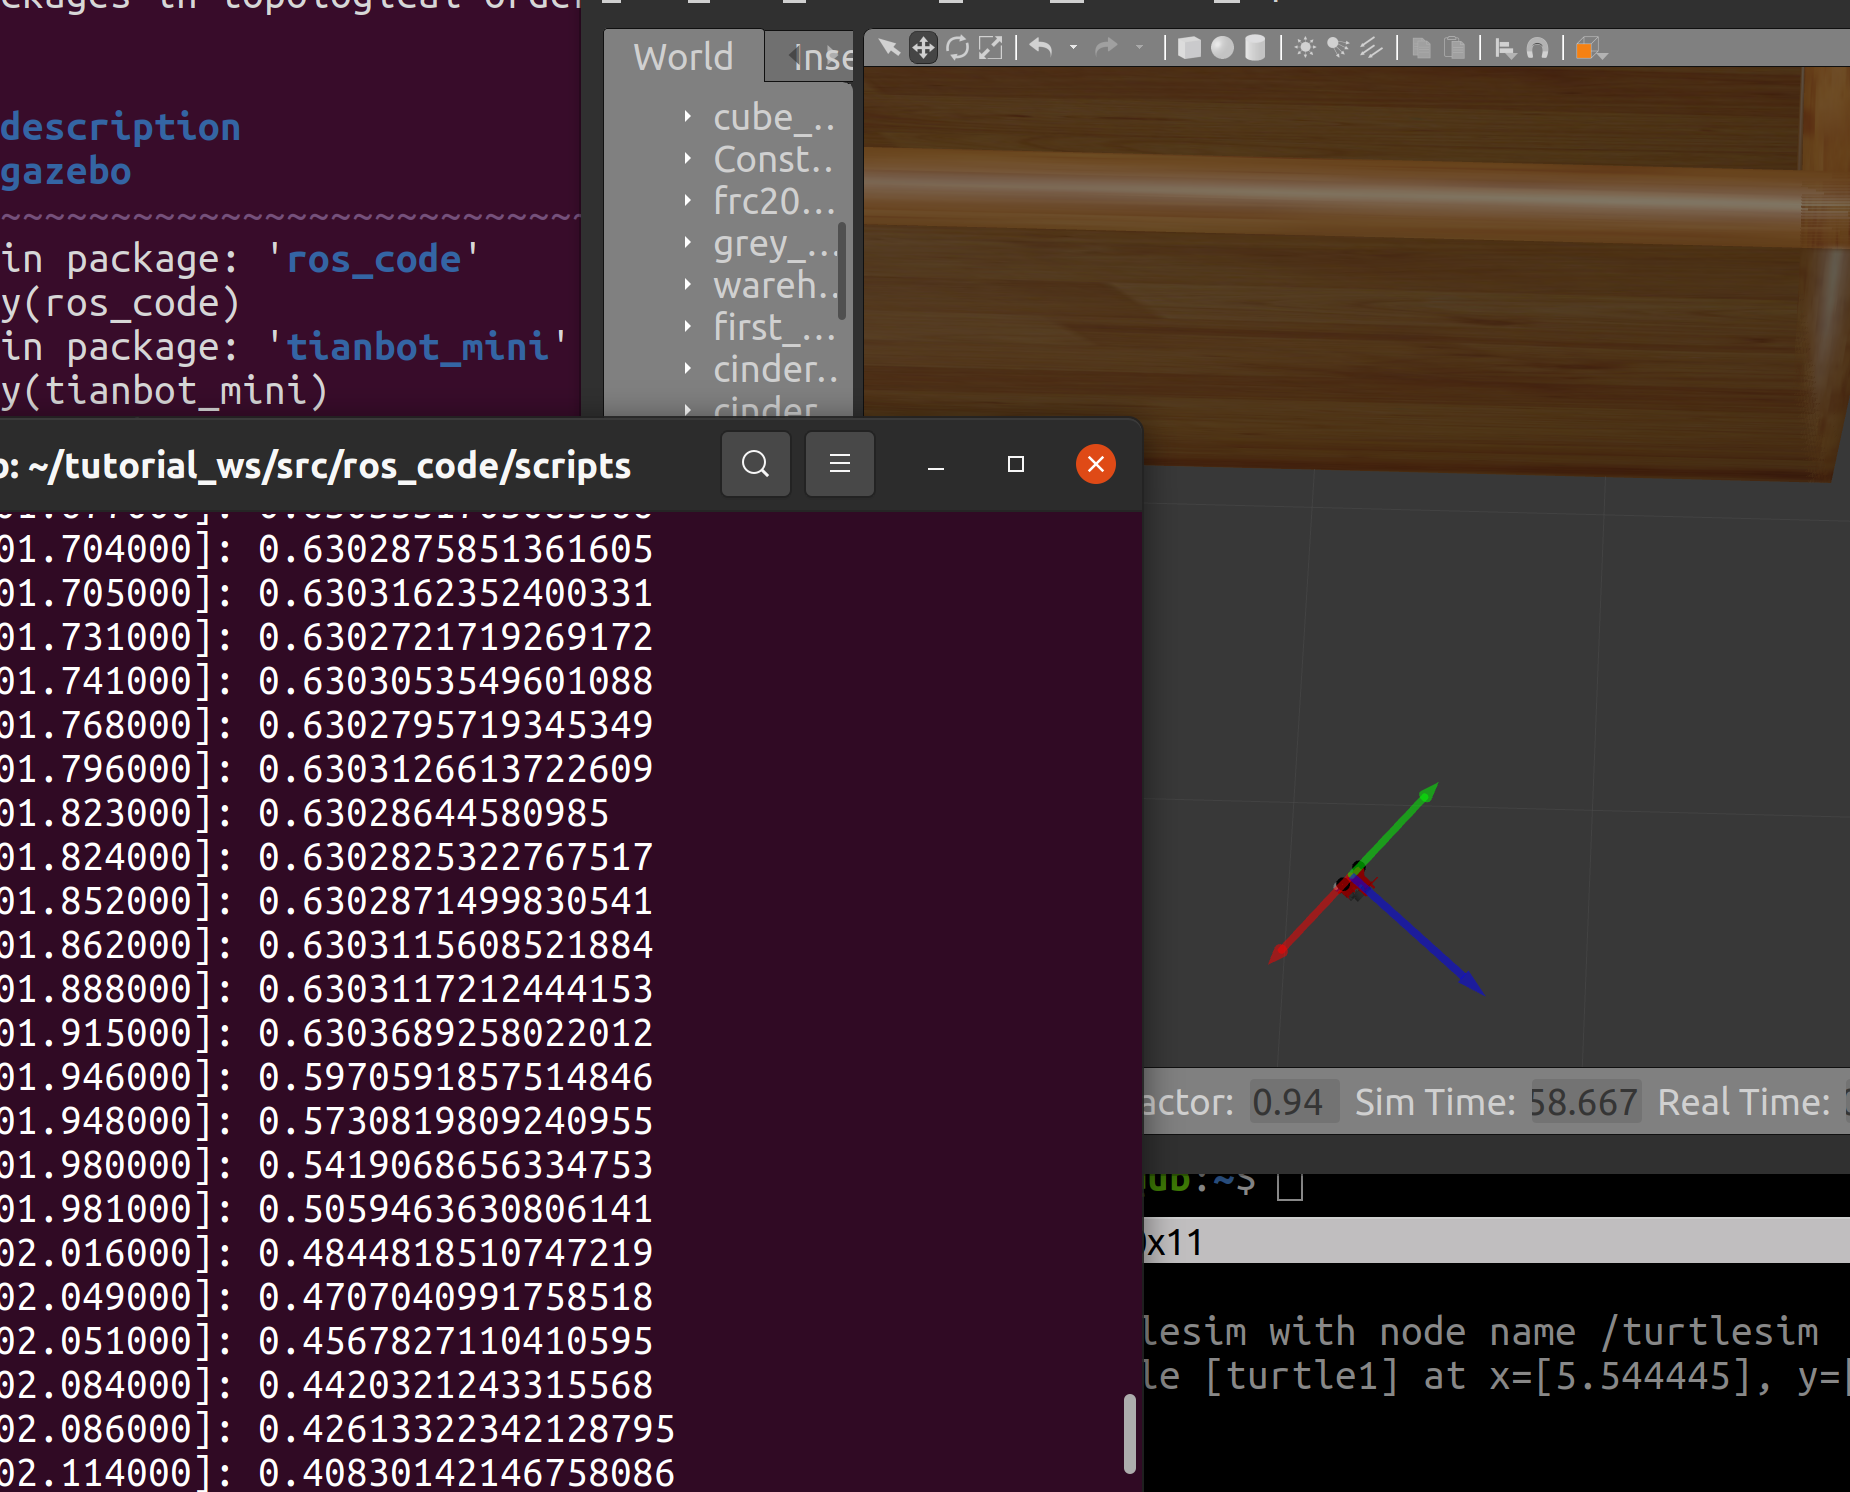 ckages in topological order
description
gazebo
~~~~~~~~~~~~~~~~~~~~~~~~~~~
in package: 'ros_code'
y(ros_code)
in package: 'tianbot_mini'
y(tianbot_mini)
World
Inse
cube_...
Const...
frc20...
grey_...
wareh...
first_...
cinder...
cinder
: ~/tutorial_ws/src/ros_code/scripts
01.704000]: 0.6302875851361605
01.705000]: 0.6303162352400331
01.731000]: 0.6302721719269172
01.741000]: 0.6303053549601088
01.768000]: 0.6302795719345349
01.796000]: 0.6303126613722609
01.823000]: 0.63028644580985
01.824000]: 0.6302825322767517
01.852000]: 0.6302871499830541
01.862000]: 0.6303115608521884
01.888000]: 0.6303117212444153
01.915000]: 0.6303689258022012
01.946000]: 0.5970591857514846
01.948000]: 0.5730819809240955
01.980000]: 0.5419068656334753
01.981000]: 0.5059463630806141
02.016000]: 0.4844818510747219
02.049000]: 0.4707040991758518
02.051000]: 0.4567827110410595
02.084000]: 0.4420321243315568
02.086000]: 0.42613322342128795
02.114000]: 0.40830142146758086
actor: 0.94 Sim Time: 58.667 Real Time:
ub:~$
x11
lesim with node name /turtlesim
le [turtle1] at x=[5.544445], y=[